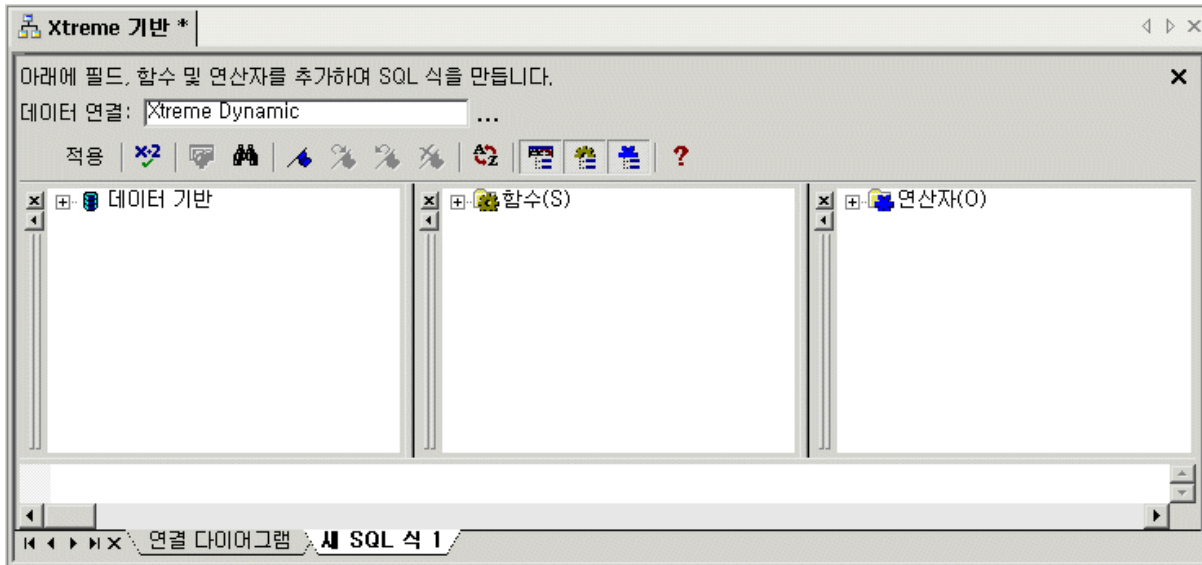 Xtreme 기반 *
아래에 필드, 함수 및 연산자를 추가하여 SQL 식을 만듭니다.
데이터 연결: Xtreme Dynamic ...
적용 X+2 A Z ?
데이터 기반 함수(S) 연산자(O)
연결 다이어그램 새 SQL 식 1